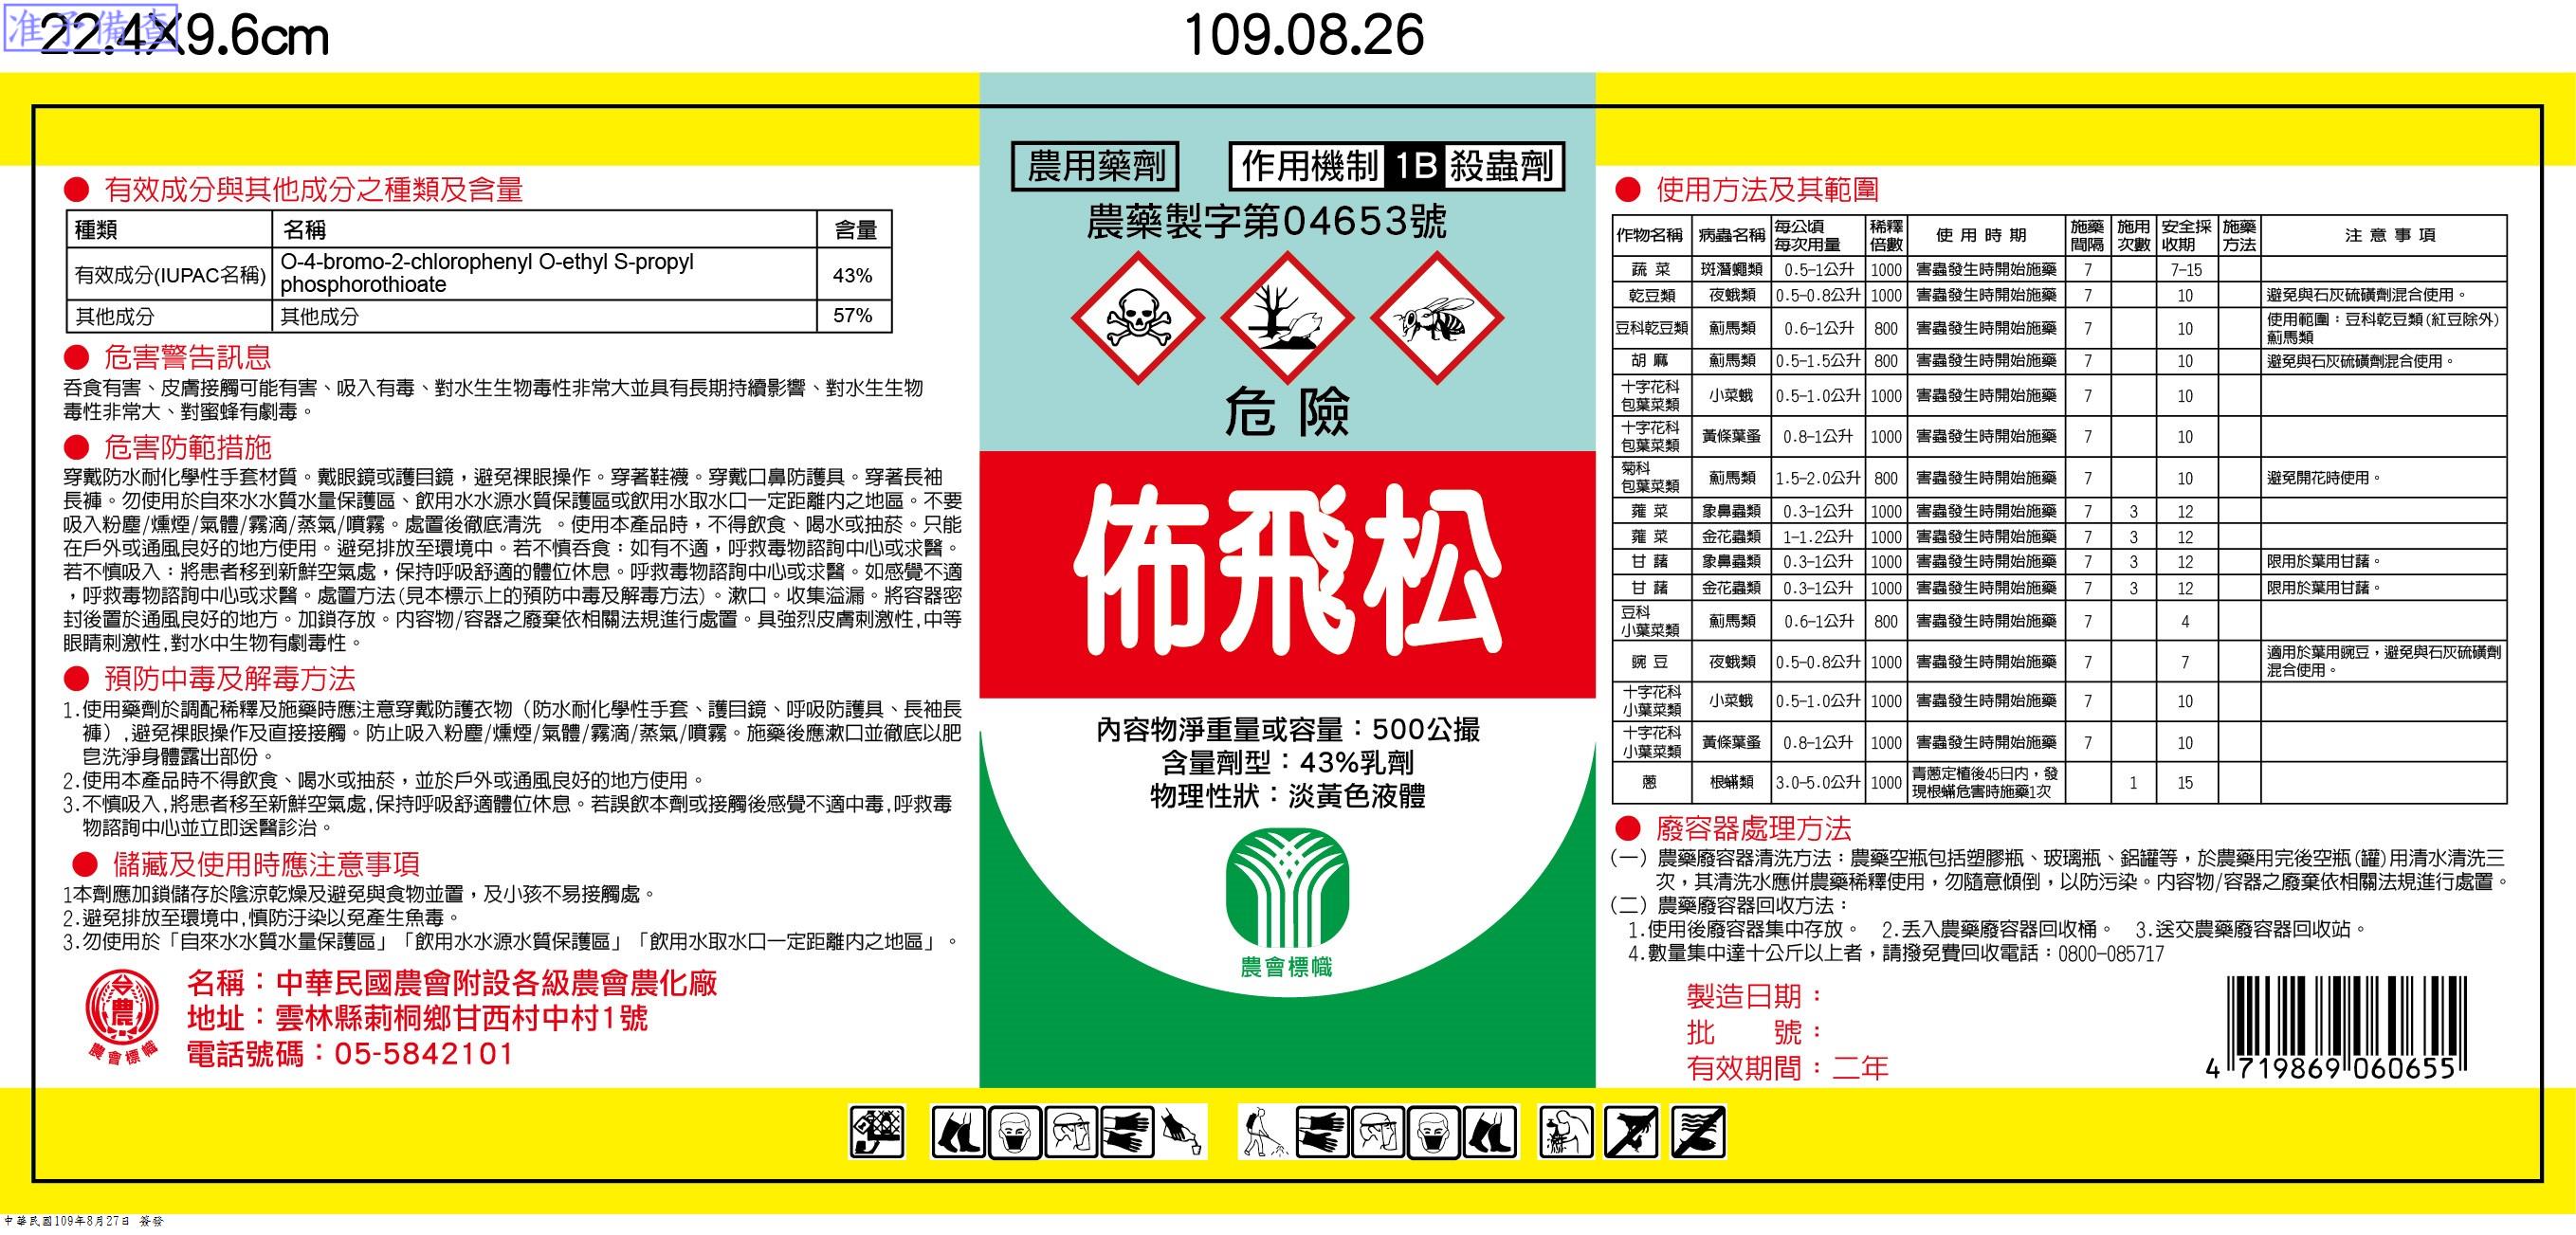 准予備查
22.4X9.6cm
109.08.26
● 有效成分與其他成分之種類及含量
種類 名稱 含量
有效成分(IUPAC名稱) O-4-bromo-2-chlorophenyl O-ethyl S-propyl phosphorothioate 43%
其他成分 其他成分 57%
● 危害警告訊息
吞食有害、皮膚接觸可能有害、吸入有毒、對水生生物毒性非常大並具有長期持續影響、對水生生物
毒性非常大、對蜜蜂有劇毒。
● 危害防範措施
穿戴防水耐化學性手套材質。戴眼鏡或護目鏡，避免裸眼操作。穿著鞋襪。穿戴口鼻防護具。穿著長袖
長褲。勿使用於自來水水質水量保護區、飲用水水源水質保護區或飲用水取水口一定距離內之地區。不要
吸入粉塵/燻煙/氣體/霧滴/蒸氣/噴霧。處置後徹底清洗 。使用本產品時，不得飲食、喝水或抽菸。只能
在戶外或通風良好的地方使用。避免排放至環境中。若不慎吞食：如有不適，呼救毒物諮詢中心或求醫。
若不慎吸入：將患者移到新鮮空氣處，保持呼吸舒適的體位休息。呼救毒物諮詢中心或求醫。如感覺不適
，呼救毒物諮詢中心或求醫。處置方法(見本標示上的預防中毒及解毒方法)。漱口。收集溢漏。將容器密
封後置於通風良好的地方。加鎖存放。內容物/容器之廢棄依相關法規進行處置。具強烈皮膚刺激性,中等
眼睛刺激性,對水中生物有劇毒性。
● 預防中毒及解毒方法
1.使用藥劑於調配稀釋及施藥時應注意穿戴防護衣物（防水耐化學性手套、護目鏡、呼吸防護具、長袖長
褲）,避免裸眼操作及直接接觸。防止吸入粉塵/燻煙/氣體/霧滴/蒸氣/噴霧。施藥後應漱口並徹底以肥
皂洗淨身體露出部份。
2.使用本產品時不得飲食、喝水或抽菸，並於戶外或通風良好的地方使用。
3.不慎吸入,將患者移至新鮮空氣處,保持呼吸舒適體位休息。若誤飲本劑或接觸後感覺不適中毒,呼救毒
物諮詢中心並立即送醫診治。
● 儲藏及使用時應注意事項
1本劑應加鎖儲存於陰涼乾燥及避免與食物並置，及小孩不易接觸處。
2.避免排放至環境中,慎防汙染以免產生魚毒。
3.勿使用於「自來水水質水量保護區」「飲用水水源水質保護區」「飲用水取水口一定距離內之地區」。
農
農會標幟
名稱：中華民國農會附設各級農會農化廠
地址：雲林縣莿桐鄉甘西村中村1號
電話號碼：05-5842101
農用藥劑
作用機制 1B 殺蟲劑
農藥製字第04653號
危險
佈飛松
內容物淨重量或容量：500公撮
含量劑型：43%乳劑
物理性狀：淡黃色液體
農會標幟
● 使用方法及其範圍
作物名稱 病蟲名稱 每公頃每次用量 稀釋倍數 使用時期 施藥間隔 施用次數 安全採收期 施藥方法 注意事項
蔬菜 斑潛蠅類 0.5-1公升 1000 害蟲發生時開始施藥 7 7-15
乾豆類 夜蛾類 0.5-0.8公升 1000 害蟲發生時開始施藥 7 10 避免與石灰硫磺劑混合使用。
豆科乾豆類 薊馬類 0.6-1公升 800 害蟲發生時開始施藥 7 10 使用範圍：豆科乾豆類(紅豆除外)薊馬類
胡麻 薊馬類 0.5-1.5公升 800 害蟲發生時開始施藥 7 10 避免與石灰硫磺劑混合使用。
十字花科包葉菜類 小菜蛾 0.5-1.0公升 1000 害蟲發生時開始施藥 7 10
十字花科包葉菜類 黃條葉蚤 0.8-1公升 1000 害蟲發生時開始施藥 7 10
菊科包葉菜類 薊馬類 1.5-2.0公升 800 害蟲發生時開始施藥 7 10 避免開花時使用。
蕹菜 象鼻蟲類 0.3-1公升 1000 害蟲發生時開始施藥 7 3 12
蕹菜 金花蟲類 1-1.2公升 1000 害蟲發生時開始施藥 7 3 12
甘藷 象鼻蟲類 0.3-1公升 1000 害蟲發生時開始施藥 7 3 12 限用於葉用甘藷。
甘藷 金花蟲類 0.3-1公升 1000 害蟲發生時開始施藥 7 3 12 限用於葉用甘藷。
豆科小葉菜類 薊馬類 0.6-1公升 800 害蟲發生時開始施藥 7 4
豌豆 夜蛾類 0.5-0.8公升 1000 害蟲發生時開始施藥 7 7 適用於葉用豌豆，避免與石灰硫磺劑混合使用。
十字花科小葉菜類 小菜蛾 0.5-1.0公升 1000 害蟲發生時開始施藥 7 10
十字花科小葉菜類 黃條葉蚤 0.8-1公升 1000 害蟲發生時開始施藥 7 10
蔥 根蟎類 3.0-5.0公升 1000 青蔥定植後45日內，發現根蟎危害時施藥1次 1 15
● 廢容器處理方法
(一) 農藥廢容器清洗方法：農藥空瓶包括塑膠瓶、玻璃瓶、鋁罐等，於農藥用完後空瓶(罐)用清水清洗三
次，其清洗水應併農藥稀釋使用，勿隨意傾倒，以防污染。內容物/容器之廢棄依相關法規進行處置。
(二) 農藥廢容器回收方法：
1.使用後廢容器集中存放。 2.丟入農藥廢容器回收桶。 3.送交農藥廢容器回收站。
4.數量集中達十公斤以上者，請撥免費回收電話：0800-085717
製造日期：
批 號：
有效期間：二年
4 719869 060655
中華民國109年8月27日 簽發